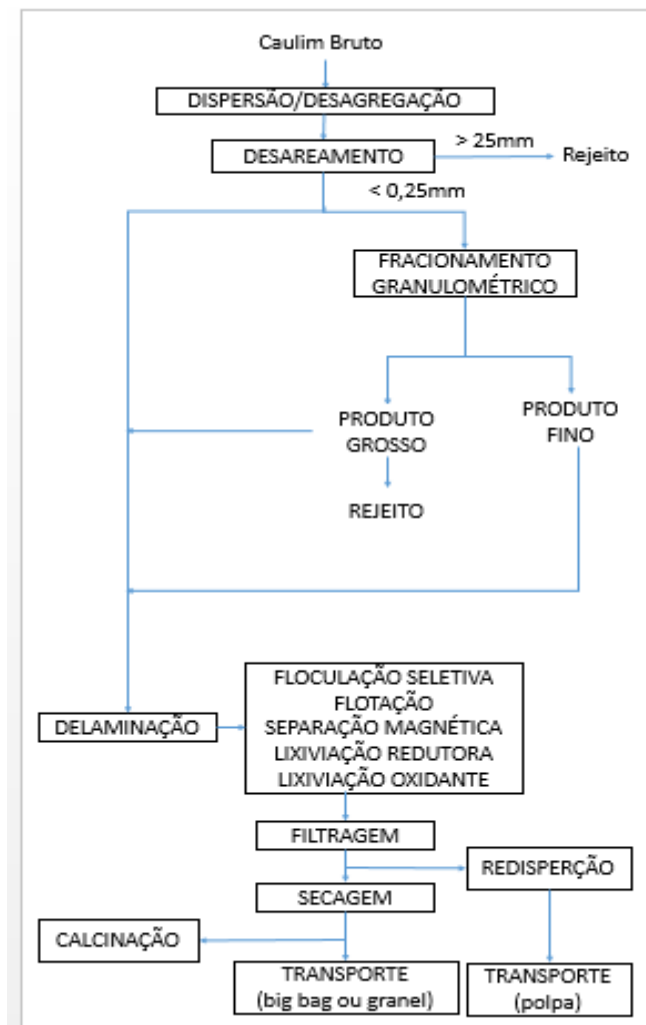 Caulim Bruto
DISPERSÃO/DESAGREGAÇÃO
DESAREAMENTO
> 25mm
Rejeito
< 0,25mm
FRACIONAMENTO
GRANULOMÉTRICO
PRODUTO
GROSSO
PRODUTO
FINO
REJEITO
DELAMINAÇÃO
FLOCULAÇÃO SELETIVA
FLOTAÇÃO
SEPARAÇÃO MAGNÉTICA
LIXIVIAÇÃO REDUTORA
LIXIVIAÇÃO OXIDANTE
FILTRAGEM
REDISPERÇÃO
SECAGEM
CALCINAÇÃO
TRANSPORTE
(big bag ou granel)
TRANSPORTE
(polpa)